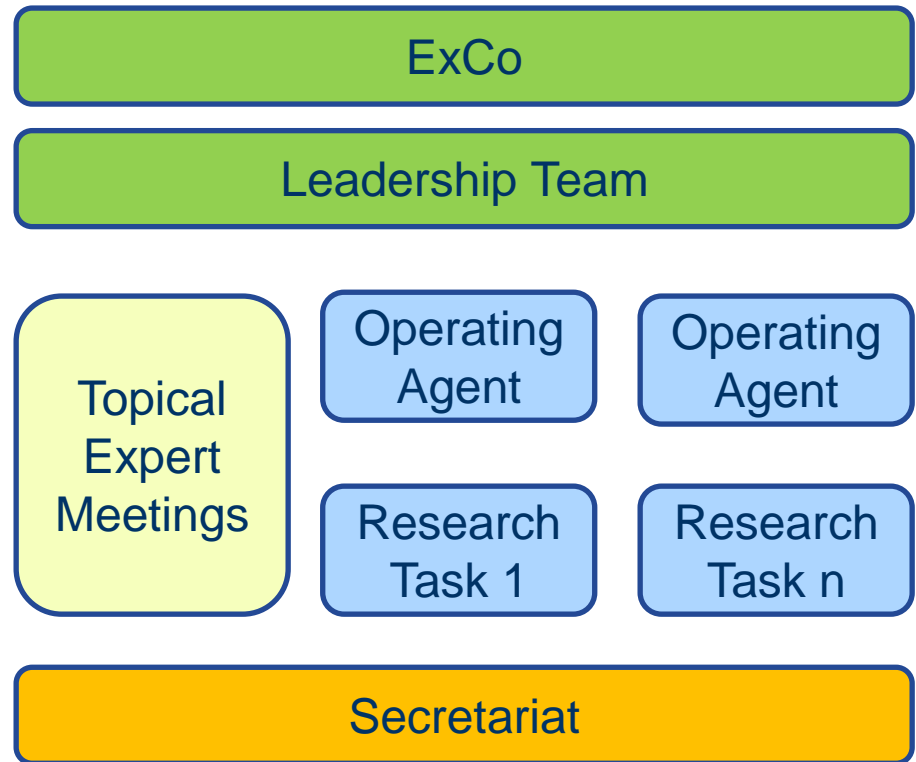 ExCo
Leadership Team
Topical
Expert
Meetings
Operating
Agent
Operating
Agent
Research
Task 1
Research
Task n
Secretariat